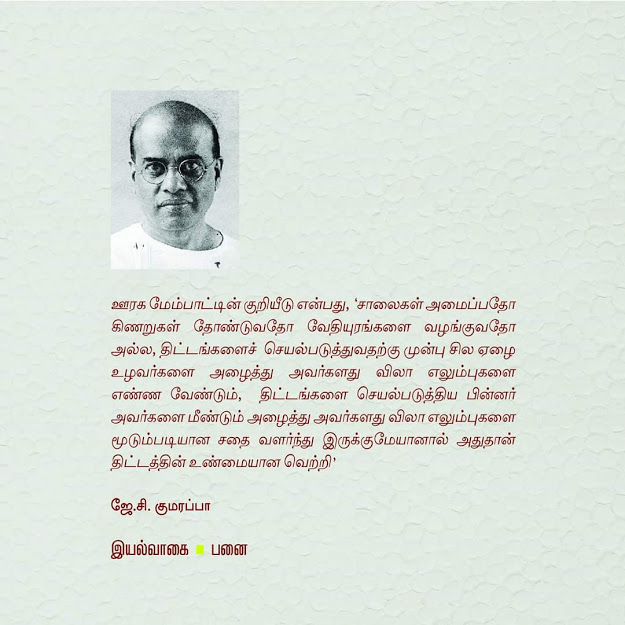 ஊரக மேம்பாட்டின் குறியீடு என்பது, ‘சாலைகள் அமைப்பதோ
கிணறுகள் தோண்டுவதோ வேதியுரங்களை வழங்குவதோ
அல்ல, திட்டங்களைச் செயல்படுத்துவதற்கு முன்பு சில ஏழை
உழவர்களை அழைத்து அவர்களது விலா எலும்புகளை
எண்ண வேண்டும், திட்டங்களை செயல்படுத்திய பின்னர்
அவர்களை மீண்டும் அழைத்து அவர்களது விலா எலும்புகளை
மூடும்படியான சதை வளர்ந்து இருக்குமேயானால் அதுதான்
திட்டத்தின் உண்மையான வெற்றி’
ஜே.சி. குமரப்பா
இயல்வாகை ■ பனை